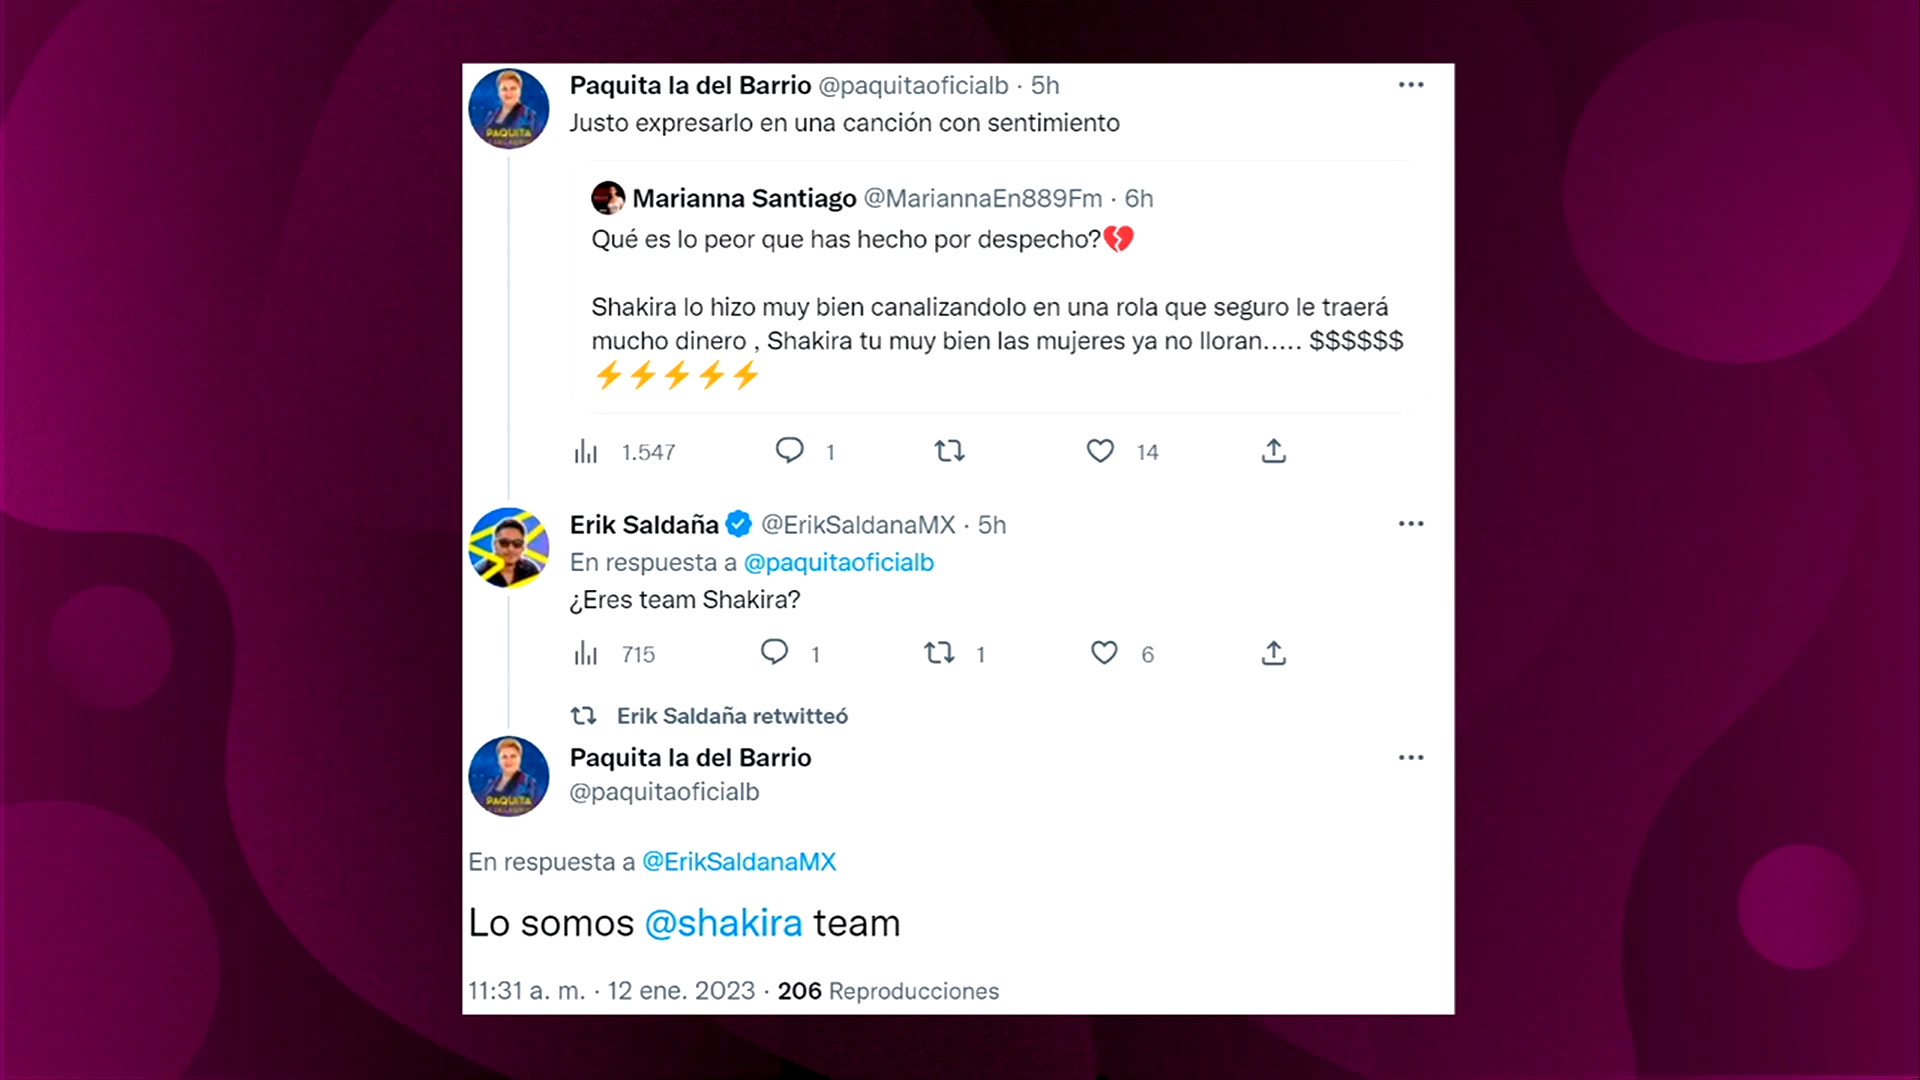 Paquita la del Barrio @paquitaoficialb · 5h
Justo expresarlo en una canción con sentimiento
Marianna Santiago @MariannaEn889Fm · 6h
Qué es lo peor que has hecho por despecho?💔
Shakira lo hizo muy bien canalizandolo en una rola que seguro le traerá
mucho dinero , Shakira tu muy bien las mujeres ya no lloran..... $$$$$$
⚡⚡⚡⚡⚡
1.547 1 14
Erik Saldaña @ErikSaldanaMX · 5h
En respuesta a @paquitaoficialb
¿Eres team Shakira?
715 1 1 6
Erik Saldaña retwitteó
Paquita la del Barrio
@paquitaoficialb
En respuesta a @ErikSaldanaMX
Lo somos @shakira team
11:31 a. m. · 12 ene. 2023 · 206 Reproducciones
PAQUITA
PAQUITA